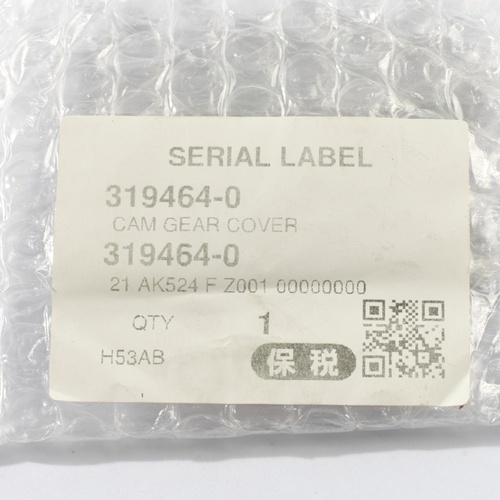 SERIAL LABEL
319464-0
CAM GEAR COVER
319464-0
21 AK524 F Z001 00000000
QTY 1
H53AB 保税